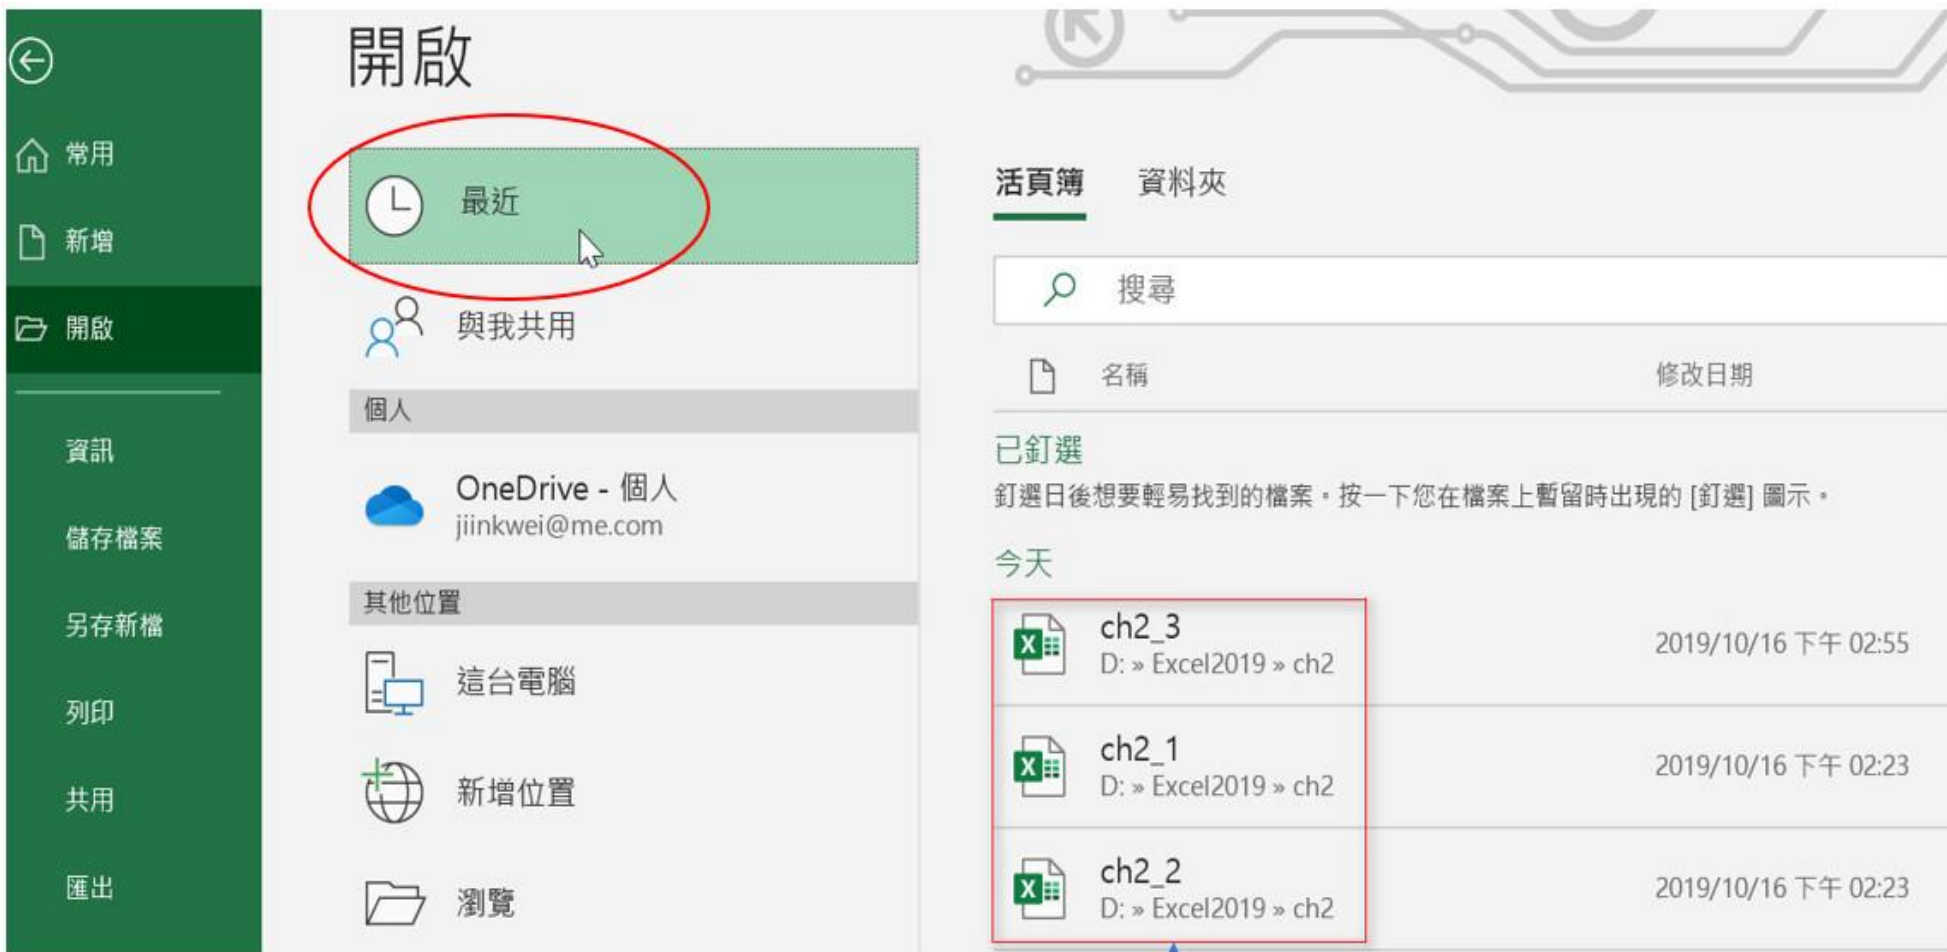 開啟
常用
新增
開啟
資訊
儲存檔案
另存新檔
列印
共用
匯出
最近
與我共用
個人
OneDrive - 個人
jiinkwei@me.com
其他位置
這台電腦
新增位置
瀏覽
活頁簿 資料夾
搜尋
名稱 修改日期
已釘選
釘選日後想要輕易找到的檔案。按一下您在檔案上暫留時出現的 [釘選] 圖示。
今天
ch2_3
D: » Excel2019 » ch2
2019/10/16 下午 02:55
ch2_1
D: » Excel2019 » ch2
2019/10/16 下午 02:23
ch2_2
D: » Excel2019 » ch2
2019/10/16 下午 02:23